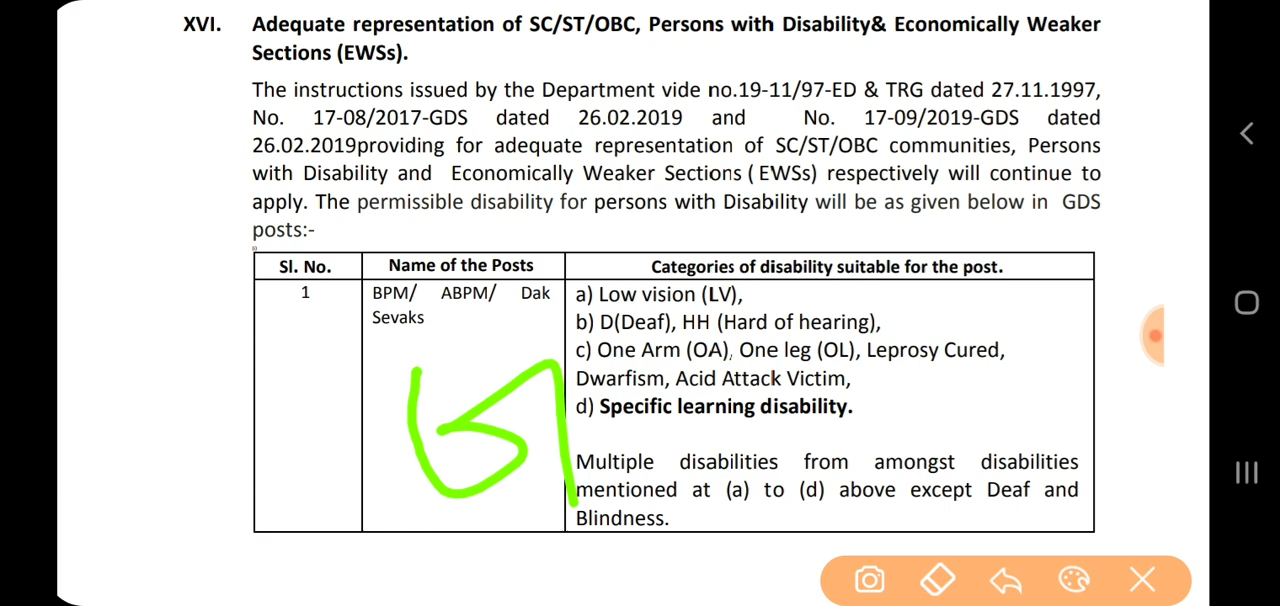 XVI. Adequate representation of SC/ST/OBC, Persons with Disability& Economically Weaker
Sections (EWSs).
The instructions issued by the Department vide no.19-11/97-ED & TRG dated 27.11.1997,
No. 17-08/2017-GDS dated 26.02.2019 and No. 17-09/2019-GDS dated
26.02.2019providing for adequate representation of SC/ST/OBC communities, Persons
with Disability and Economically Weaker Sections ( EWSs) respectively will continue to
apply. The permissible disability for persons with Disability will be as given below in GDS
posts:-
Sl. No. Name of the Posts Categories of disability suitable for the post.
1 BPM/ ABPM/ Dak
Sevaks
a) Low vision (LV),
b) D(Deaf), HH (Hard of hearing),
c) One Arm (OA), One leg (OL), Leprosy Cured,
Dwarfism, Acid Attack Victim,
d) Specific learning disability.
Multiple disabilities from amongst disabilities
mentioned at (a) to (d) above except Deaf and
Blindness.